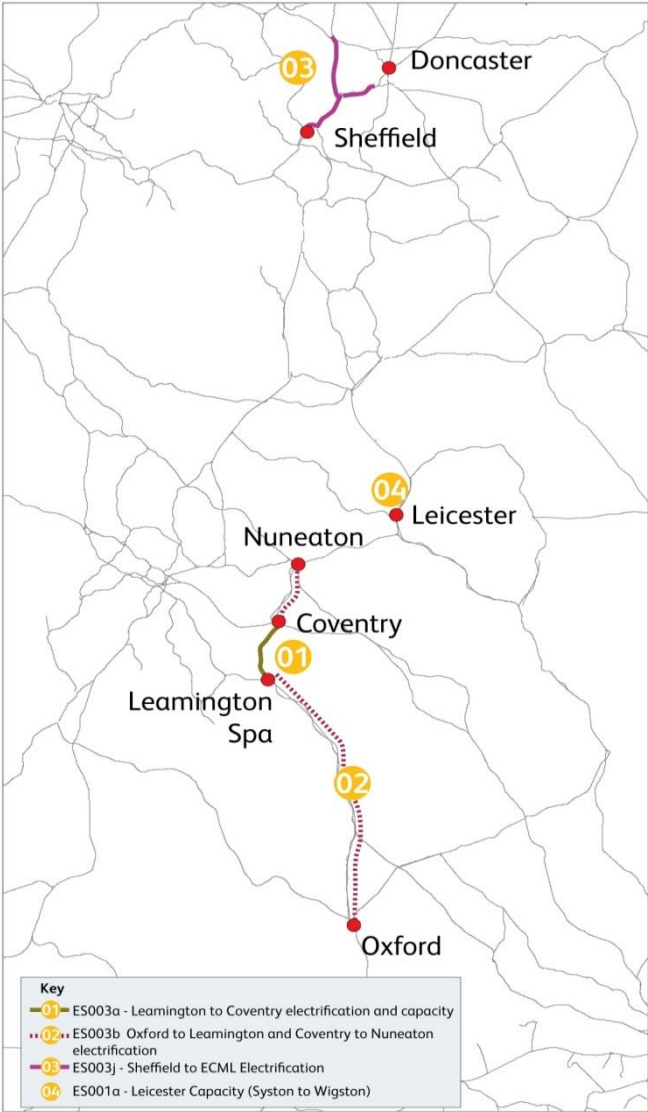 03
Doncaster
Sheffield
04
Leicester
Nuneaton
Coventry
01
Leamington
Spa
02
Oxford
Key
01 ES003a - Leamington to Coventry electrification and capacity
02 ES003b Oxford to Leamington and Coventry to Nuneaton
electrification
03 ES003j - Sheffield to ECML Electrification
04 ES001a - Leicester Capacity (Syston to Wigston)